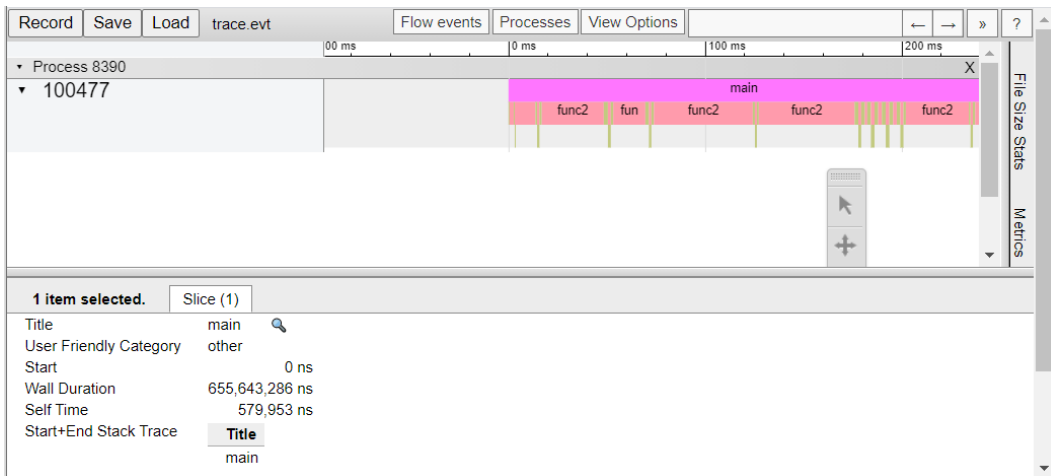 Record Save Load trace.evt Flow events Processes View Options ← → » ?
00 ms 0 ms 100 ms 200 ms
▾ Process 8390 X
▾ 100477 main
func2 fun func2 func2 func2
File Size Stats
Metrics
1 item selected. Slice (1)
Title main
User Friendly Category other
Start 0 ns
Wall Duration 655,643,286 ns
Self Time 579,953 ns
Start+End Stack Trace Title
main